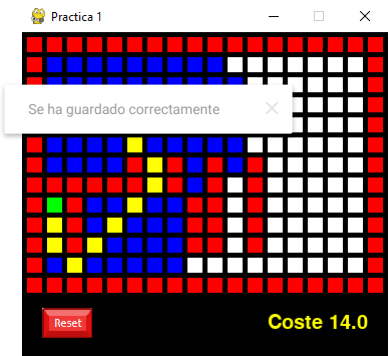 Practica 1
Se ha guardado correctamente
Reset
Coste 14.0